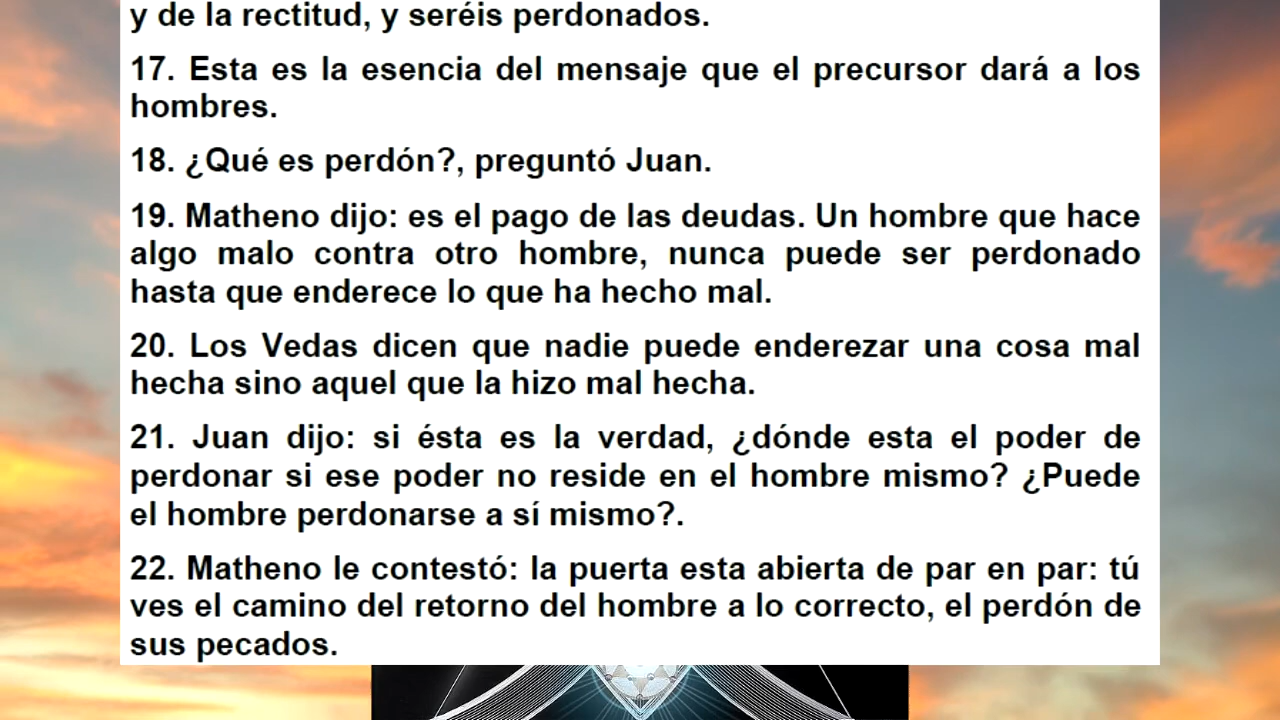 y de la rectitud, y seréis perdonados.
17. Esta es la esencia del mensaje que el precursor dará a los
hombres.
18. ¿Qué es perdón?, preguntó Juan.
19. Matheno dijo: es el pago de las deudas. Un hombre que hace
algo malo contra otro hombre, nunca puede ser perdonado
hasta que enderece lo que ha hecho mal.
20. Los Vedas dicen que nadie puede enderezar una cosa mal
hecha sino aquel que la hizo mal hecha.
21. Juan dijo: si ésta es la verdad, ¿dónde esta el poder de
perdonar si ese poder no reside en el hombre mismo? ¿Puede
el hombre perdonarse a sí mismo?.
22. Matheno le contestó: la puerta esta abierta de par en par: tú
ves el camino del retorno del hombre a lo correcto, el perdón de
sus pecados.